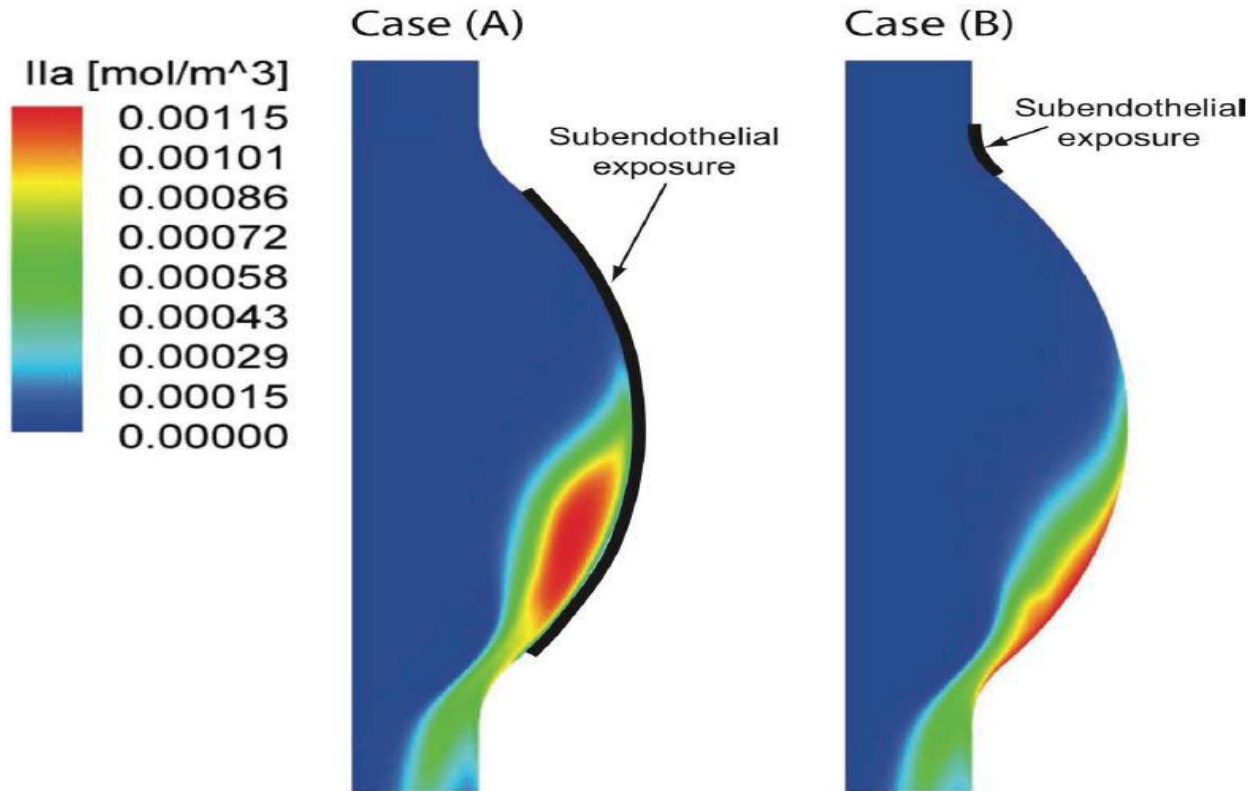 Case (A)
Case (B)
IIa [mol/m^3]
0.00115
0.00101
0.00086
0.00072
0.00058
0.00043
0.00029
0.00015
0.00000
Subendothelial
exposure
Subendothelial
exposure